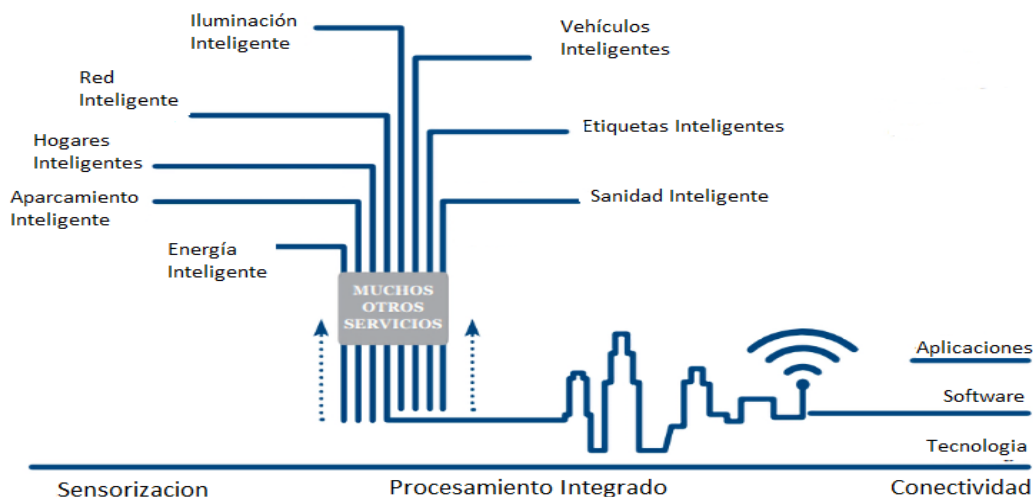 Iluminación
Inteligente
Vehículos
Inteligentes
Red
Inteligente
Etiquetas Inteligentes
Hogares
Inteligentes
Aparcamiento
Inteligente
Sanidad Inteligente
Energía
Inteligente
MUCHOS
OTROS
SERVICIOS
Aplicaciones
Software
Tecnologia
Sensorizacion
Procesamiento Integrado
Conectividad